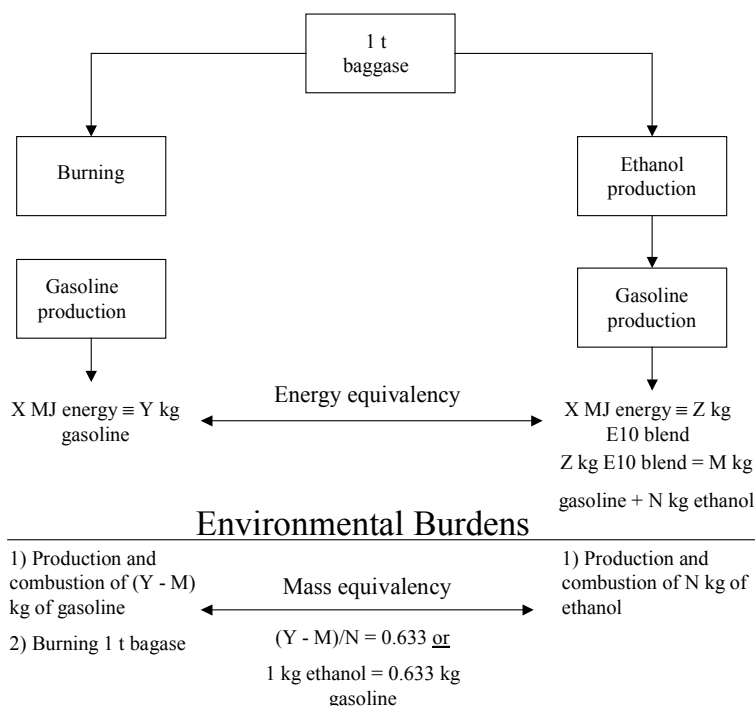 1 t
baggase
Burning
Ethanol
production
Gasoline
production
Gasoline
production
X MJ energy ≡ Y kg
gasoline
Energy equivalency
X MJ energy ≡ Z kg
E10 blend
Z kg E10 blend = M kg
gasoline + N kg ethanol
Environmental Burdens
1) Production and
combustion of (Y - M)
kg of gasoline
2) Burning 1 t bagase
Mass equivalency
(Y - M)/N = 0.633 or
1 kg ethanol = 0.633 kg
gasoline
1) Production and
combustion of N kg of
ethanol